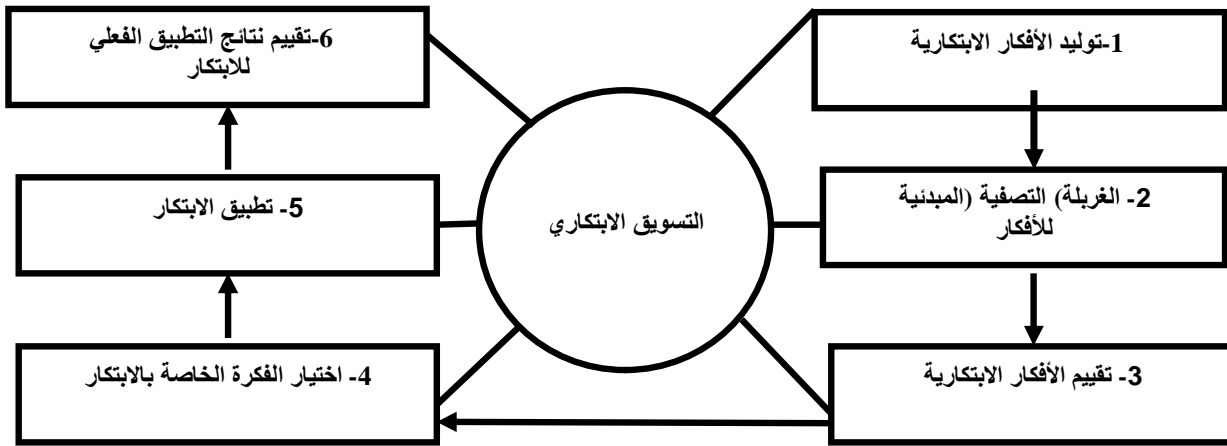 1-توليد الأفكار الابتكارية
2- الغربلة) التصفية (المبدئية
للأفكار
3- تقييم الأفكار الابتكارية
4- اختيار الفكرة الخاصة بالابتكار
5- تطبيق الابتكار
6-تقييم نتائج التطبيق الفعلي
للابتكار
التسويق الابتكاري